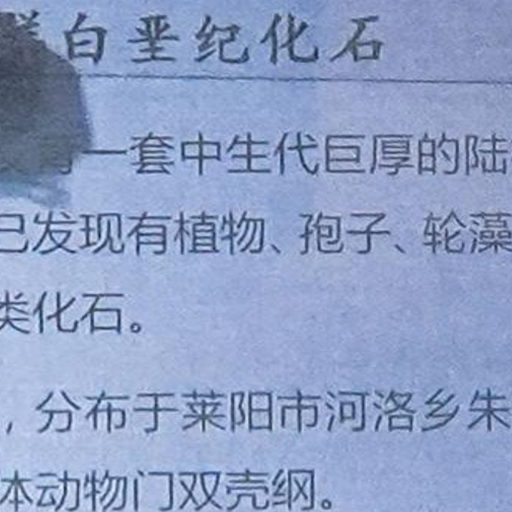 白垩纪化石
一套中生代巨厚的陆
已发现有植物、孢子、轮藻
类化石。
，分布于莱阳市河洛乡朱
体动物门双壳纲。